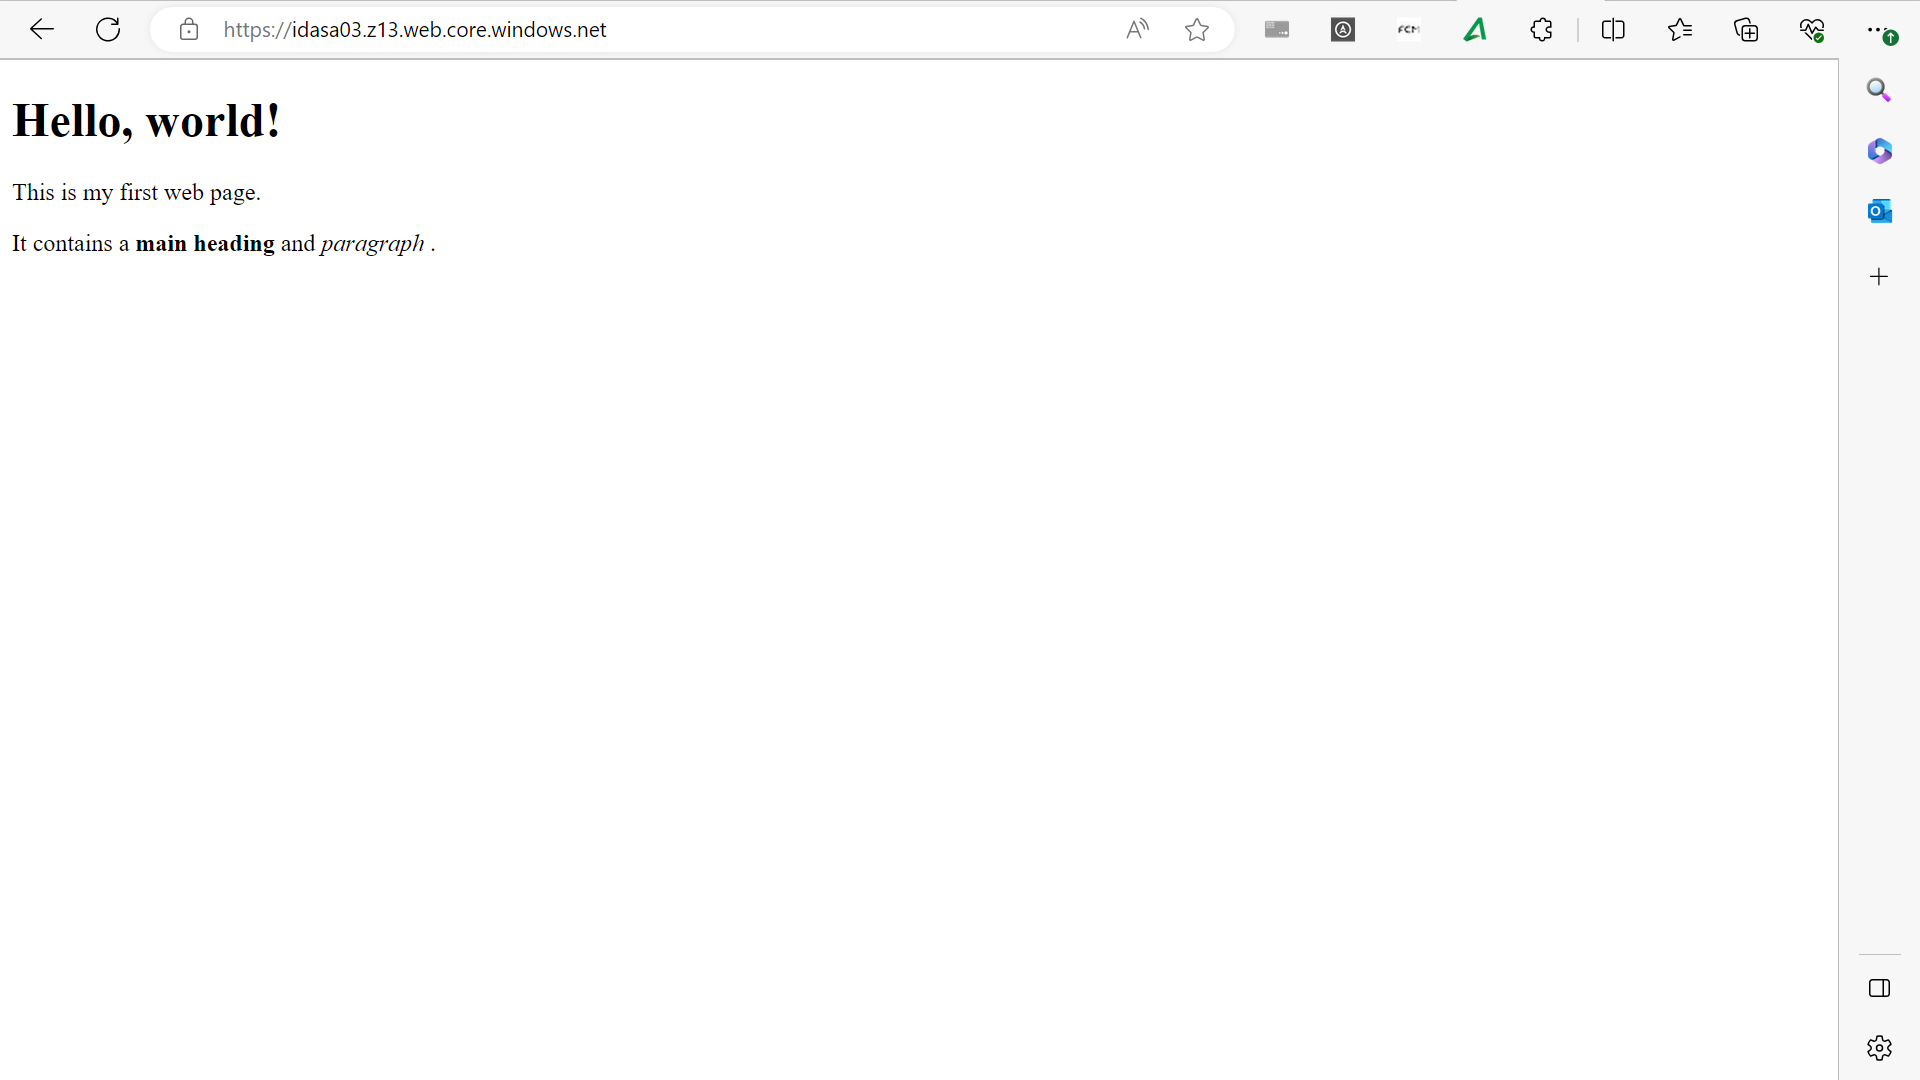 https://idasa03.z13.web.core.windows.net
FCM
Hello, world!
This is my first web page.
It contains a main heading and paragraph .